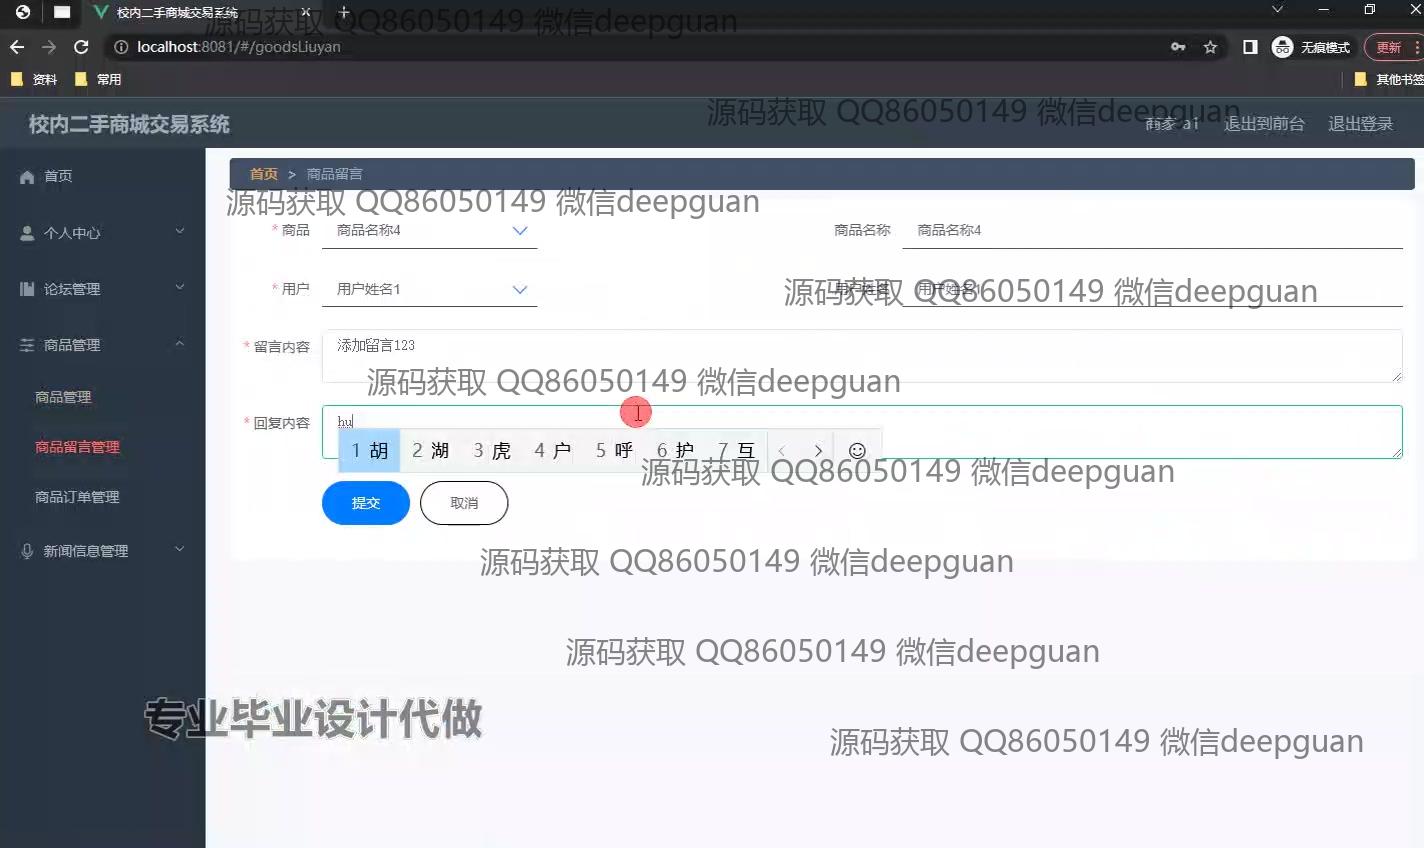 校内二手商城交易系统
源码获取 QQ86050149 微信deepguan
localhost:8081/#/goodsLiuyan
无痕模式
更新
资料
常用
其他书签
校内二手商城交易系统
源码获取 QQ86050149 微信deepguan
商家 a1
退出到前台
退出登录
首页
首页 > 商品留言
源码获取 QQ86050149 微信deepguan
* 商品 商品名称4
商品名称 商品名称4
个人中心
* 用户 用户姓名1
用户姓名 用户姓名1
源码获取 QQ86050149 微信deepguan
论坛管理
商品管理
* 留言内容 添加留言123
源码获取 QQ86050149 微信deepguan
商品管理
* 回复内容 hu
商品留言管理
1 胡 2 湖 3 虎 4 户 5 呼 6 护 7 互
源码获取 QQ86050149 微信deepguan
商品订单管理
提交
取消
新闻信息管理
源码获取 QQ86050149 微信deepguan
源码获取 QQ86050149 微信deepguan
专业毕业设计代做
源码获取 QQ86050149 微信deepguan